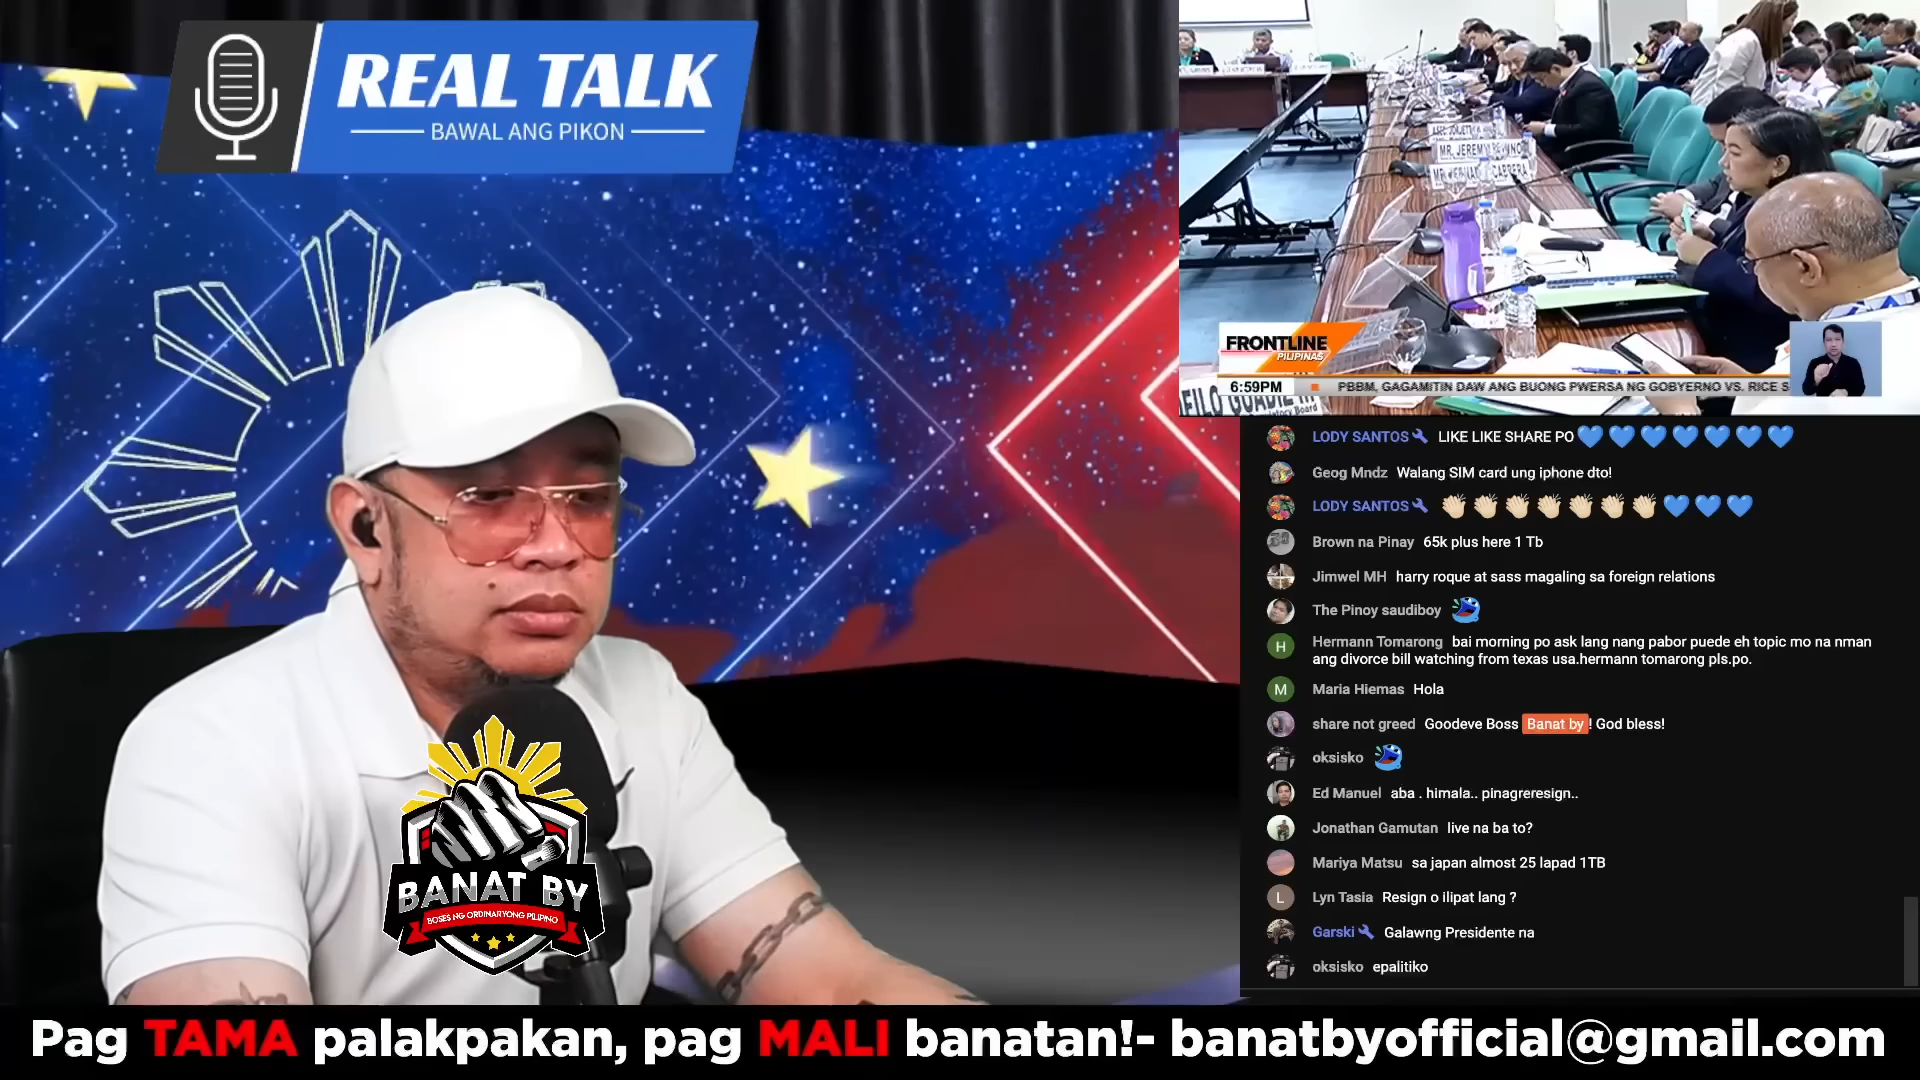 REAL TALK
BAWAL ANG PIKON
MR. JEREMY
CABRERA
FRONTLINE
PILIPINAS
6:59PM
PBBM, GAGAMITIN DAW ANG BUONG PWERSA NG GOBYERNO VS. RICE S
LODY SANTOS LIKE LIKE SHARE PO 💙 💙 💙 💙 💙 💙 💙
Geog Mndz Walang SIM card ung iphone dto!
LODY SANTOS 👏🏻 👏🏻 👏🏻 👏🏻 👏🏻 👏🏻 👏🏻 💙 💙 💙
Brown na Pinay 65k plus here 1 Tb
Jimwel MH harry roque at sass magaling sa foreign relations
The Pinoy saudiboy
H Hermann Tomarong bai morning po ask lang nang pabor puede eh topic mo na nman
ang divorce bill watching from texas usa.hermann tomarong pls.po.
M Maria Hiemas Hola
share not greed Goodeve Boss Banat by! God bless!
oksisko
Ed Manuel aba . himala.. pinagreresign..
Jonathan Gamutan live na ba to?
Mariya Matsu sa japan almost 25 lapad 1TB
L Lyn Tasia Resign o ilipat lang ?
Garski Galawng Presidente na
oksisko epalitiko
BANAT BY
BOSES NG ORDINARYONG PILIPINO
Pag TAMA palakpakan, pag MALI banatan!- banatbyofficial@gmail.com